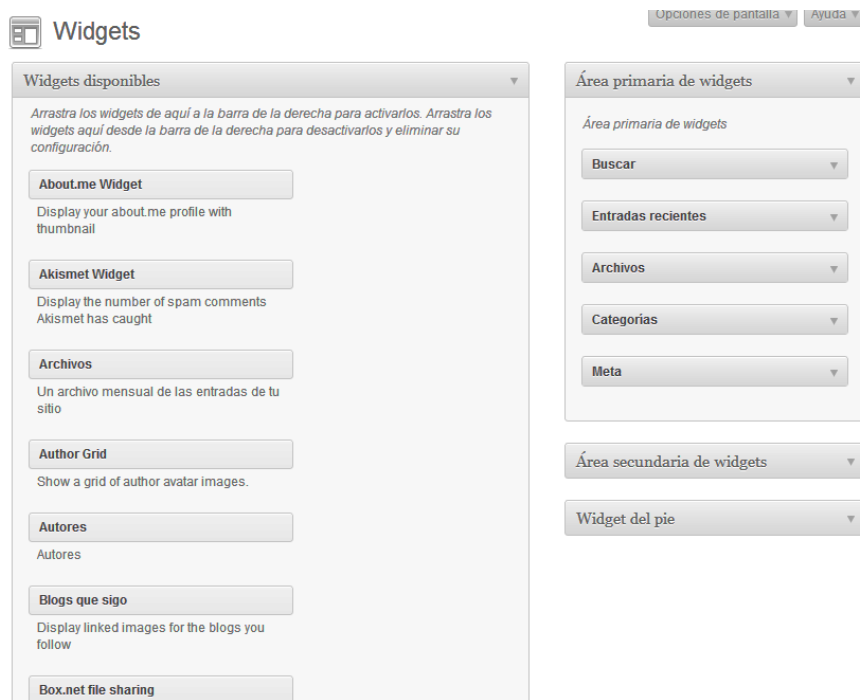 Widgets
Opciones de pantalla
Ayuda
Widgets disponibles
Arrastra los widgets de aquí a la barra de la derecha para activarlos. Arrastra los
widgets aquí desde la barra de la derecha para desactivarlos y eliminar su
configuración.
About.me Widget
Display your about.me profile with
thumbnail
Akismet Widget
Display the number of spam comments
Akismet has caught
Archivos
Un archivo mensual de las entradas de tu
sitio
Author Grid
Show a grid of author avatar images.
Autores
Autores
Blogs que sigo
Display linked images for the blogs you
follow
Box.net file sharing
Área primaria de widgets
Área primaria de widgets
Buscar
Entradas recientes
Archivos
Categorías
Meta
Área secundaria de widgets
Widget del pie